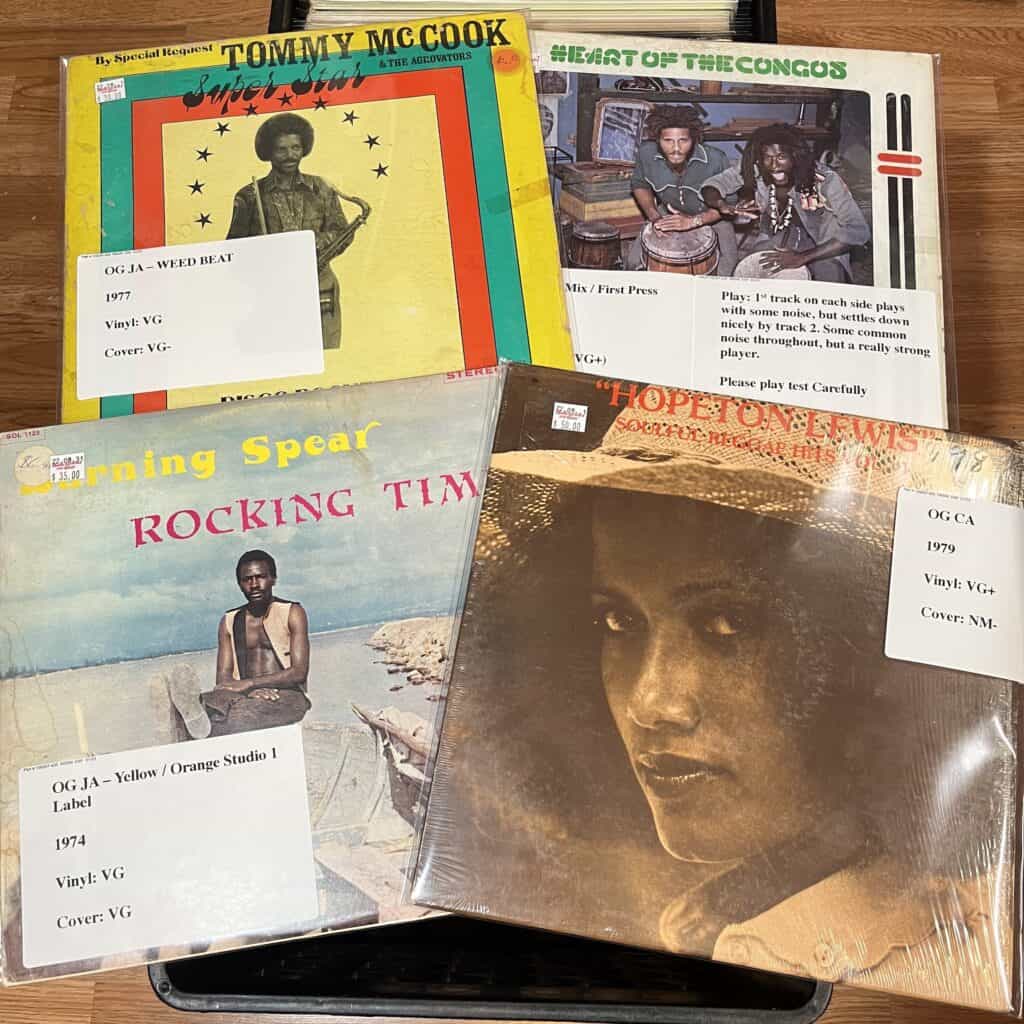 By Special Request
TOMMY McCOOK
& THE AGROVATORS
Super Star
OG JA – WEED BEAT
1977
Vinyl: VG
Cover: VG-
HEART OF THE CONGOS
Mix / First Press
VG+)
Play: 1st track on each side plays
with some noise, but settles down
nicely by track 2. Some common
noise throughout, but a really strong
player.
Please play test Carefully
STEREO
SOL 1123
Burning Spear
$ 35.00
ROCKING TIM
OG JA – Yellow / Orange Studio 1
Label
1974
Vinyl: VG
Cover: VG
"HOPETON LEWIS"
SOULFUL REGGAE HITS
$ 50.00
OG CA
1979
Vinyl: VG+
Cover: NM-